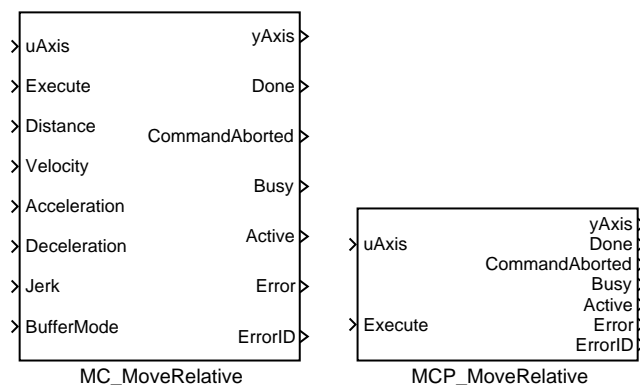 uAxis
Execute
Distance
Velocity
Acceleration
Deceleration
Jerk
BufferMode
yAxis
Done
CommandAborted
Busy
Active
Error
ErrorID
MC_MoveRelative
uAxis
Execute
yAxis
Done
CommandAborted
Busy
Active
Error
ErrorID
MCP_MoveRelative